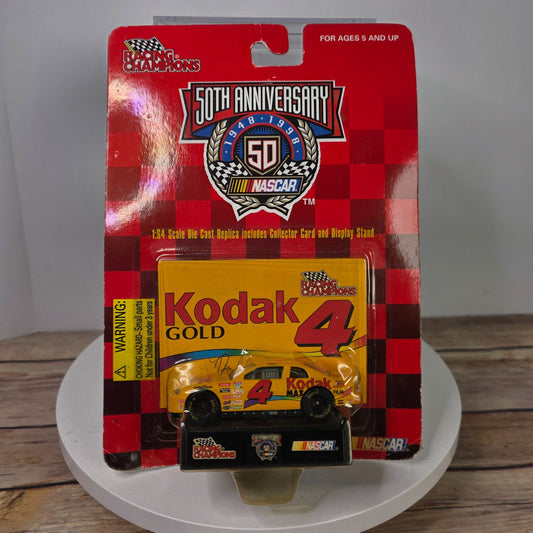 RACING CHAMPIONS
FOR AGES 5 AND UP
50TH ANNIVERSARY
1948 · 1998
50
NASCAR
TM
1:64 Scale Die Cast Replica includes Collector Card and Display Stand
RACING CHAMPIONS
Kodak 4
GOLD
WARNING:
CHOKING HAZARD-Small parts
Not for Children under 3 years
4
Kodak
MAX FILM
RACING CHAMPIONS
NASCAR
NASCAR